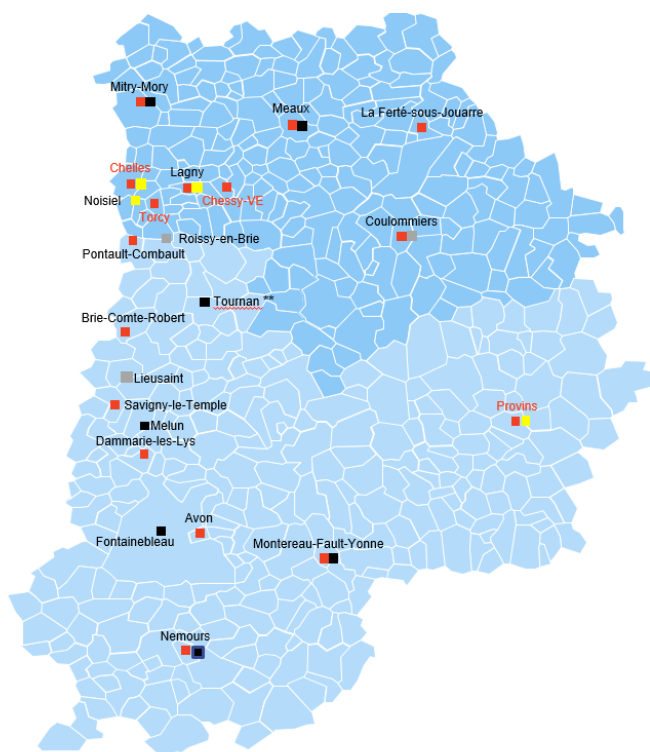 Mitry-Mory
Meaux
La Ferté-sous-Jouarre
Chelles
Lagny
Noisiel
Chessy-VE
Torcy
Coulommiers
Roissy-en-Brie
Pontault-Combault
Tournan **
Brie-Comte-Robert
Lieusaint
Savigny-le-Temple
Provins
Melun
Dammarie-les-Lys
Avon
Fontainebleau
Montereau-Fault-Yonne
Nemours